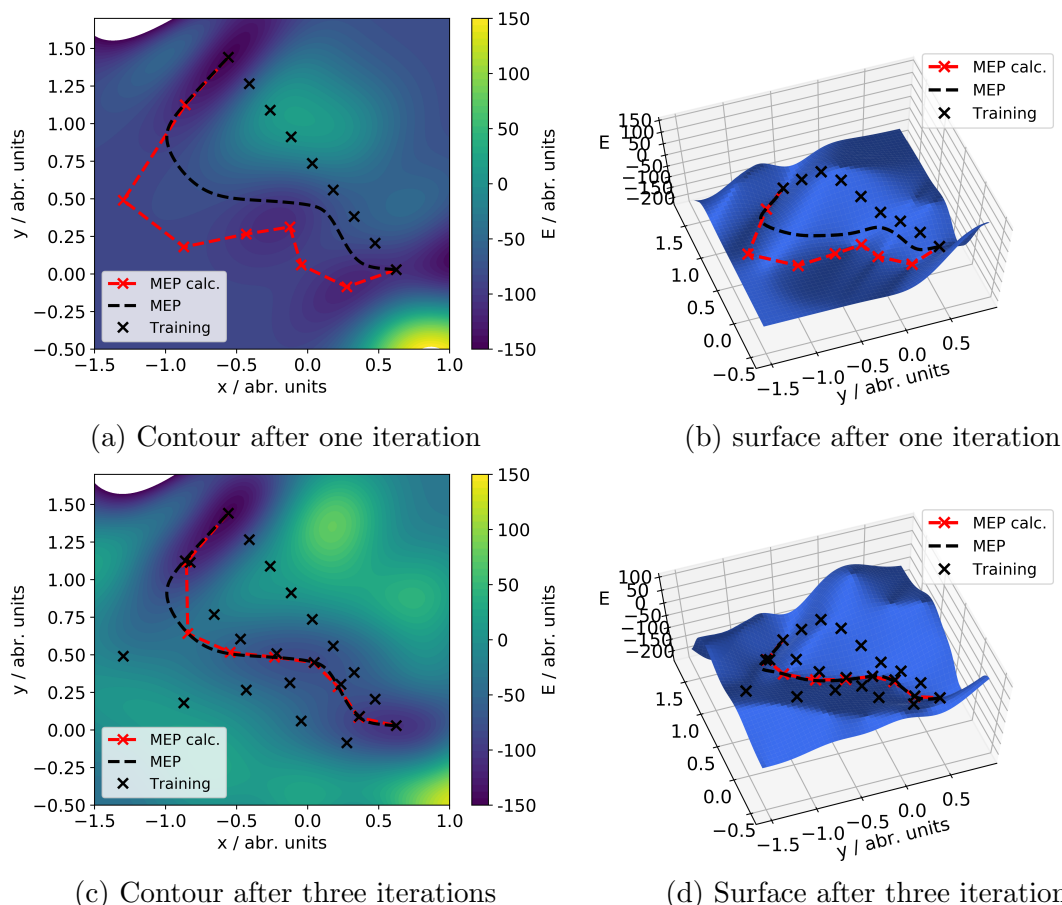 1.50
1.25
1.00
0.75
0.50
0.25
0.00
−0.25
−0.50
y / abr. units
−1.5 −1.0 −0.5 0.0 0.5 1.0
x / abr. units
MEP calc.
MEP
Training
150
100
50
0
-50
-100
-150
E / abr. units
(a) Contour after one iteration
MEP calc.
MEP
Training
E
150
100
50
0
−50
−100
−150
−200
1.5
1.0
0.5
0.0
−0.5
−1.5
−1.0
−0.5
0.0
0.5
y / abr. units
(b) surface after one iteration
1.50
1.25
1.00
0.75
0.50
0.25
0.00
−0.25
−0.50
y / abr. units
−1.5 −1.0 −0.5 0.0 0.5 1.0
x / abr. units
MEP calc.
MEP
Training
150
100
50
0
-50
-100
-150
E / abr. units
(c) Contour after three iterations
MEP calc.
MEP
Training
E
100
50
0
−50
−100
−150
−200
1.5
1.0
0.5
0.0
−0.5
−1.5
−1.0
−0.5
0.0
0.5
y / abr. units
(d) Surface after three iteration